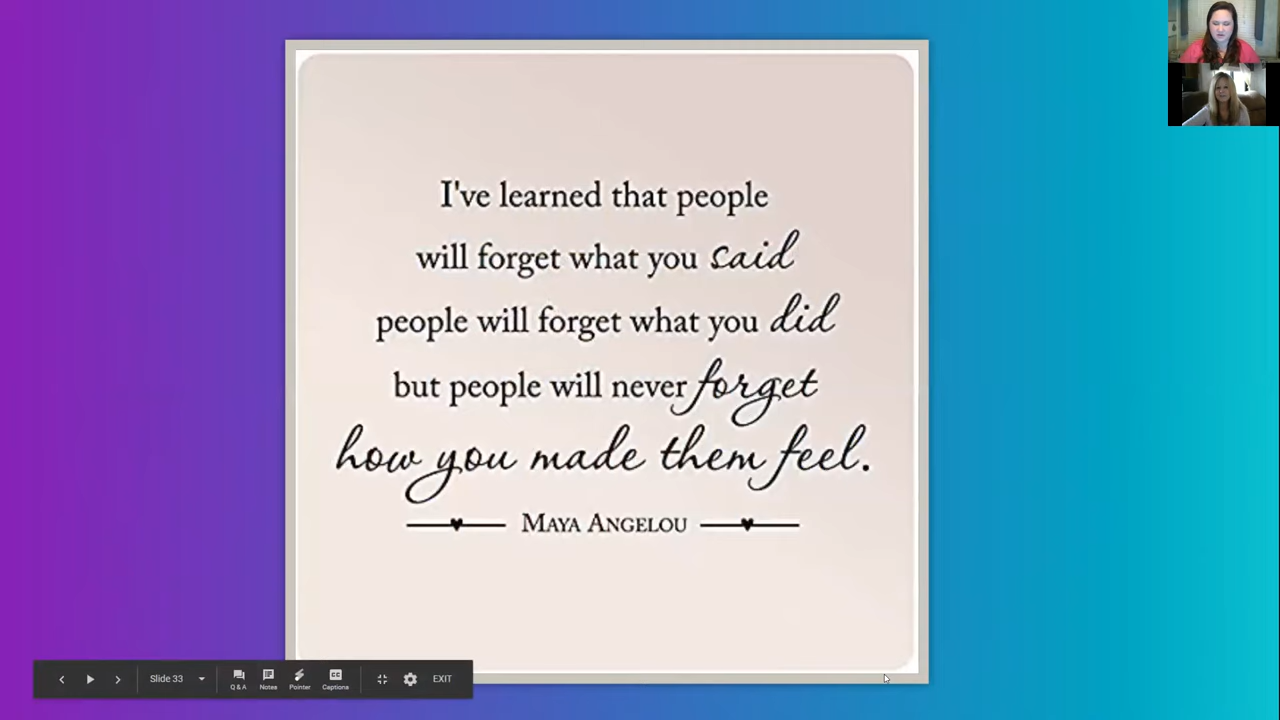 I've learned that people
will forget what you said
people will forget what you did
but people will never forget
how you made them feel.
MAYA ANGELOU
Slide 33
Q & A
Notes
Pointer
CC
Captions
EXIT